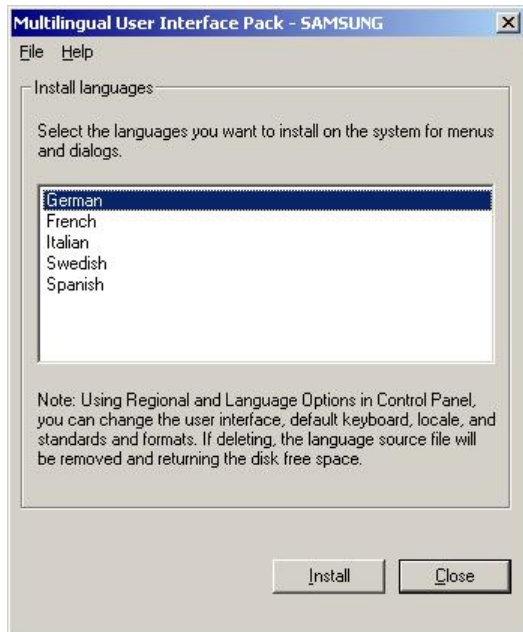 Multilingual User Interface Pack - SAMSUNG
File Help
Install languages
Select the languages you want to install on the system for menus
and dialogs.
German
French
Italian
Swedish
Spanish
Note: Using Regional and Language Options in Control Panel,
you can change the user interface, default keyboard, locale, and
standards and formats. If deleting, the language source file will
be removed and returning the disk free space.
Install Close